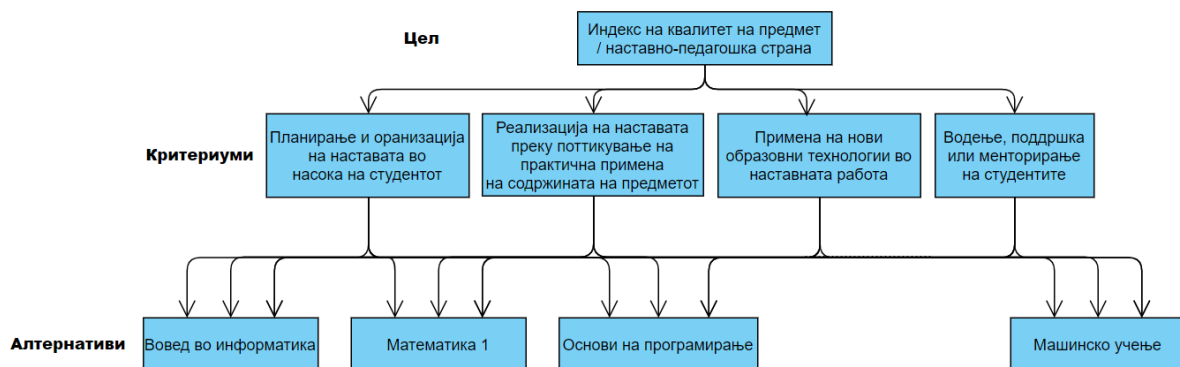 Цел
Индекс на квалитет на предмет
/ наставно-педагошка страна
Критериуми
Планирање и оранизација
на наставата во
насока на студентот
Реализација на наставата
преку поттикување на
практична примена
на содржината на предметот
Примена на нови
образовни технологии во
наставната работа
Водење, поддршка
или менторирање
на студентите
Алтернативи
Вовед во информатика
Математика 1
Основи на програмирање
Машинско учење